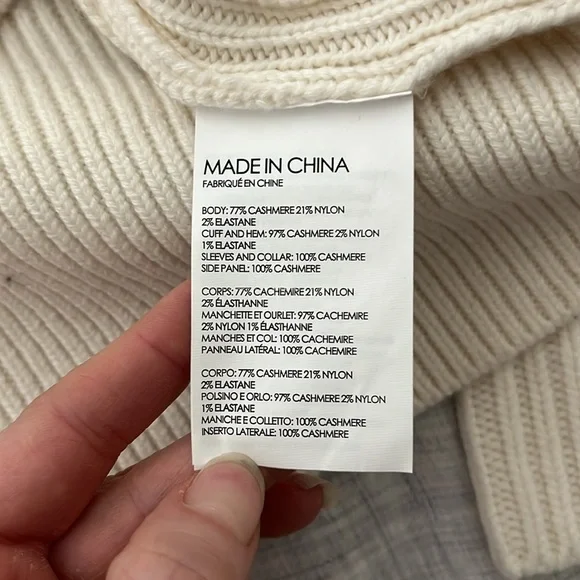 MADE IN CHINA
FABRIQUÉ EN CHINE
BODY: 77% CASHMERE 21% NYLON
2% ELASTANE
CUFF AND HEM: 97% CASHMERE 2% NYLON
1% ELASTANE
SLEEVES AND COLLAR: 100% CASHMERE
SIDE PANEL: 100% CASHMERE
CORPS: 77% CACHEMIRE 21% NYLON
2% ÉLASTHANNE
MANCHETTE ET OURLET: 97% CACHEMIRE
2% NYLON 1% ÉLASTHANNE
MANCHES ET COL: 100% CACHEMIRE
PANNEAU LATÉRAL: 100% CACHEMIRE
CORPO: 77% CASHMERE 21% NYLON
2% ELASTANE
POLSINO E ORLO: 97% CASHMERE 2% NYLON
1% ELASTANE
MANICHE E COLLETTO: 100% CASHMERE
INSERTO LATERALE: 100% CASHMERE